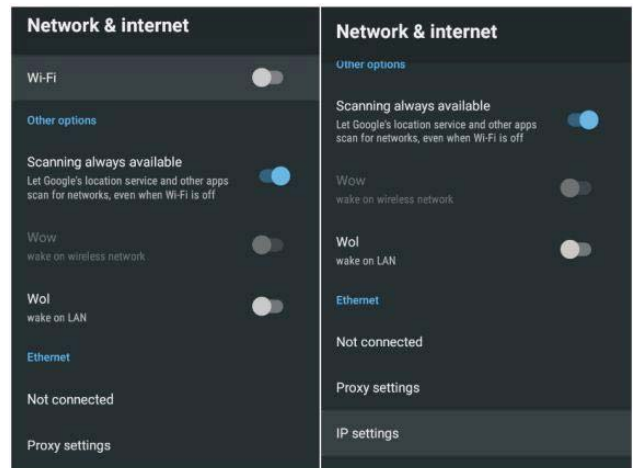 Network & internet
Wi-Fi
Other options
Scanning always available
Let Google's location service and other apps
scan for networks, even when Wi-Fi is off
Wow
wake on wireless network
Wol
wake on LAN
Ethernet
Not connected
Proxy settings
Network & internet
Other options
Scanning always available
Let Google's location service and other apps
scan for networks, even when Wi-Fi is off
Wow
wake on wireless network
Wol
wake on LAN
Ethernet
Not connected
Proxy settings
IP settings